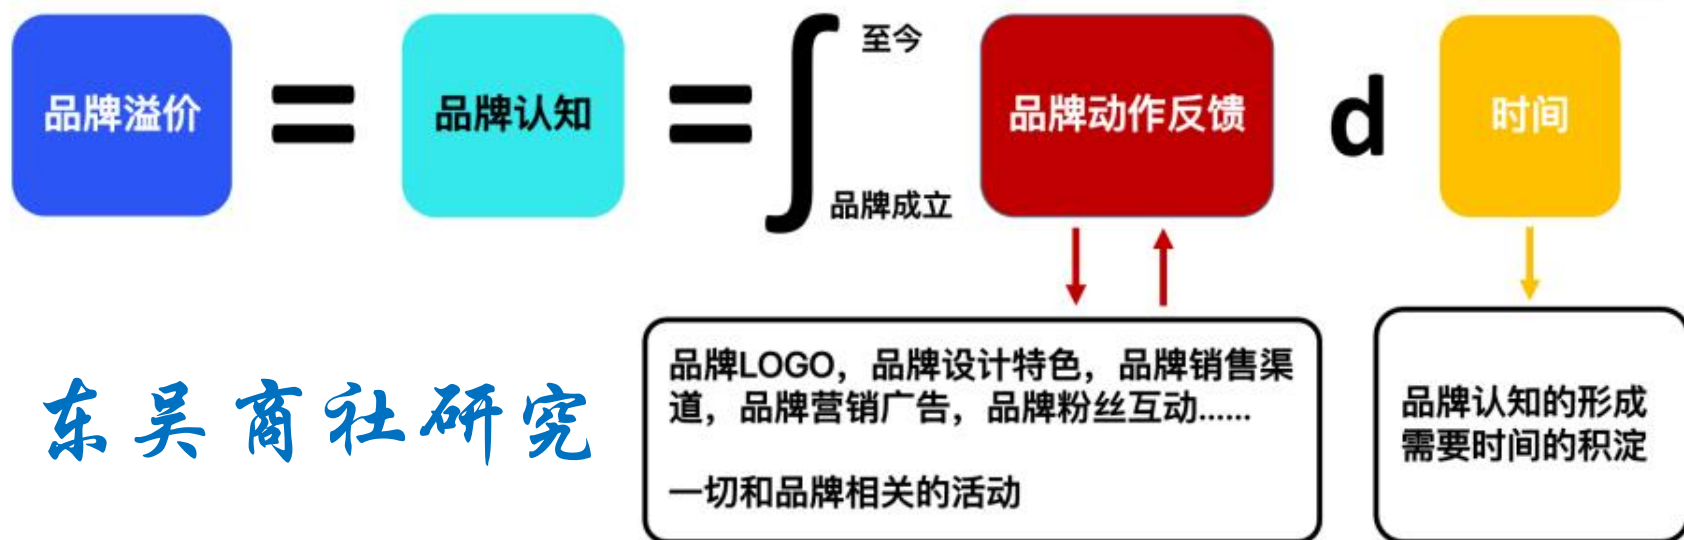 品牌溢价 = 品牌认知 = ∫ 至今 品牌动作反馈 d 时间
品牌成立
品牌LOGO，品牌设计特色，品牌销售渠
道，品牌营销广告，品牌粉丝互动......
一切和品牌相关的活动
品牌认知的形成
需要时间的积淀
东吴商社研究